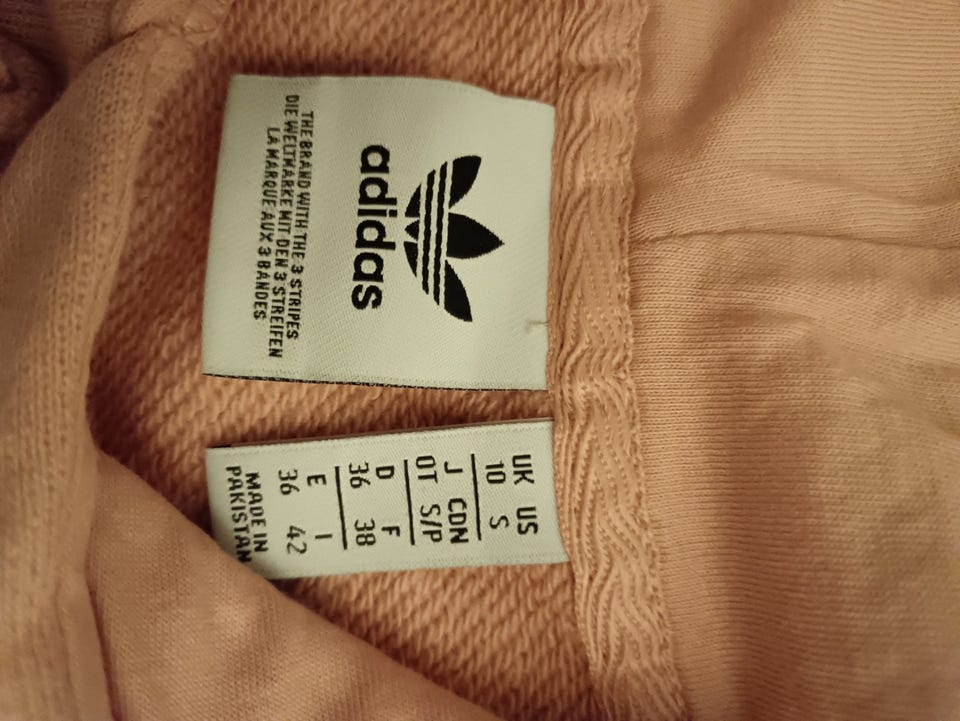 adidas
THE BRAND WITH THE 3 STRIPES
DIE WELTMARKE MIT DEN 3 STREIFEN
LA MARQUE AUX 3 BANDES
UK US
10 S
J CDN
OT S/P
D F
36 38
E I
36 42
MADE IN
PAKISTAN